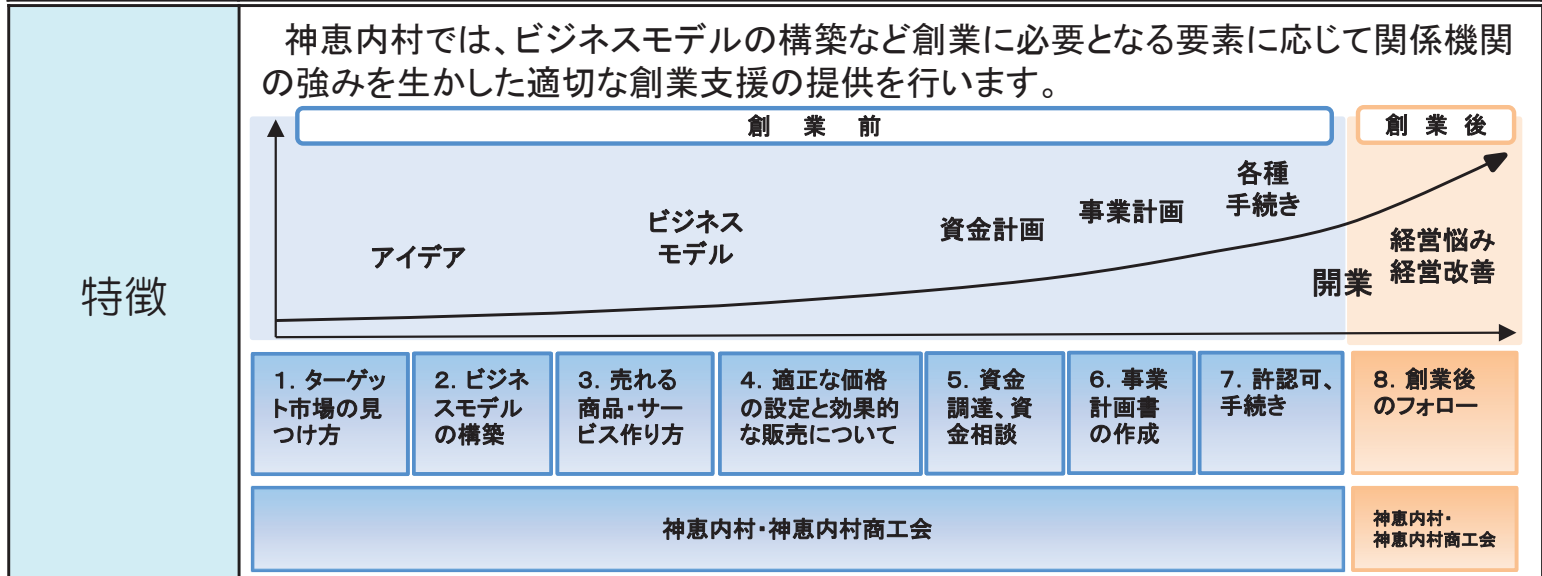 特徴
神恵内村では、ビジネスモデルの構築など創業に必要となる要素に応じて関係機関
の強みを生かした適切な創業支援の提供を行います。
創 業 前
創 業 後
アイデア
ビジネス
モデル
資金計画
事業計画
各種
手続き
開業
経営悩み
経営改善
1. ターゲッ
ト市場の見
つけ方
2. ビジネ
スモデル
の構築
3. 売れる
商品・サー
ビス作り方
4. 適正な価格
の設定と効果的
な販売について
5. 資金
調達、資
金相談
6. 事業
計画書
の作成
7. 許認可、
手続き
8. 創業後
のフォロー
神恵内村・神恵内村商工会
神恵内村・
神恵内村商工会